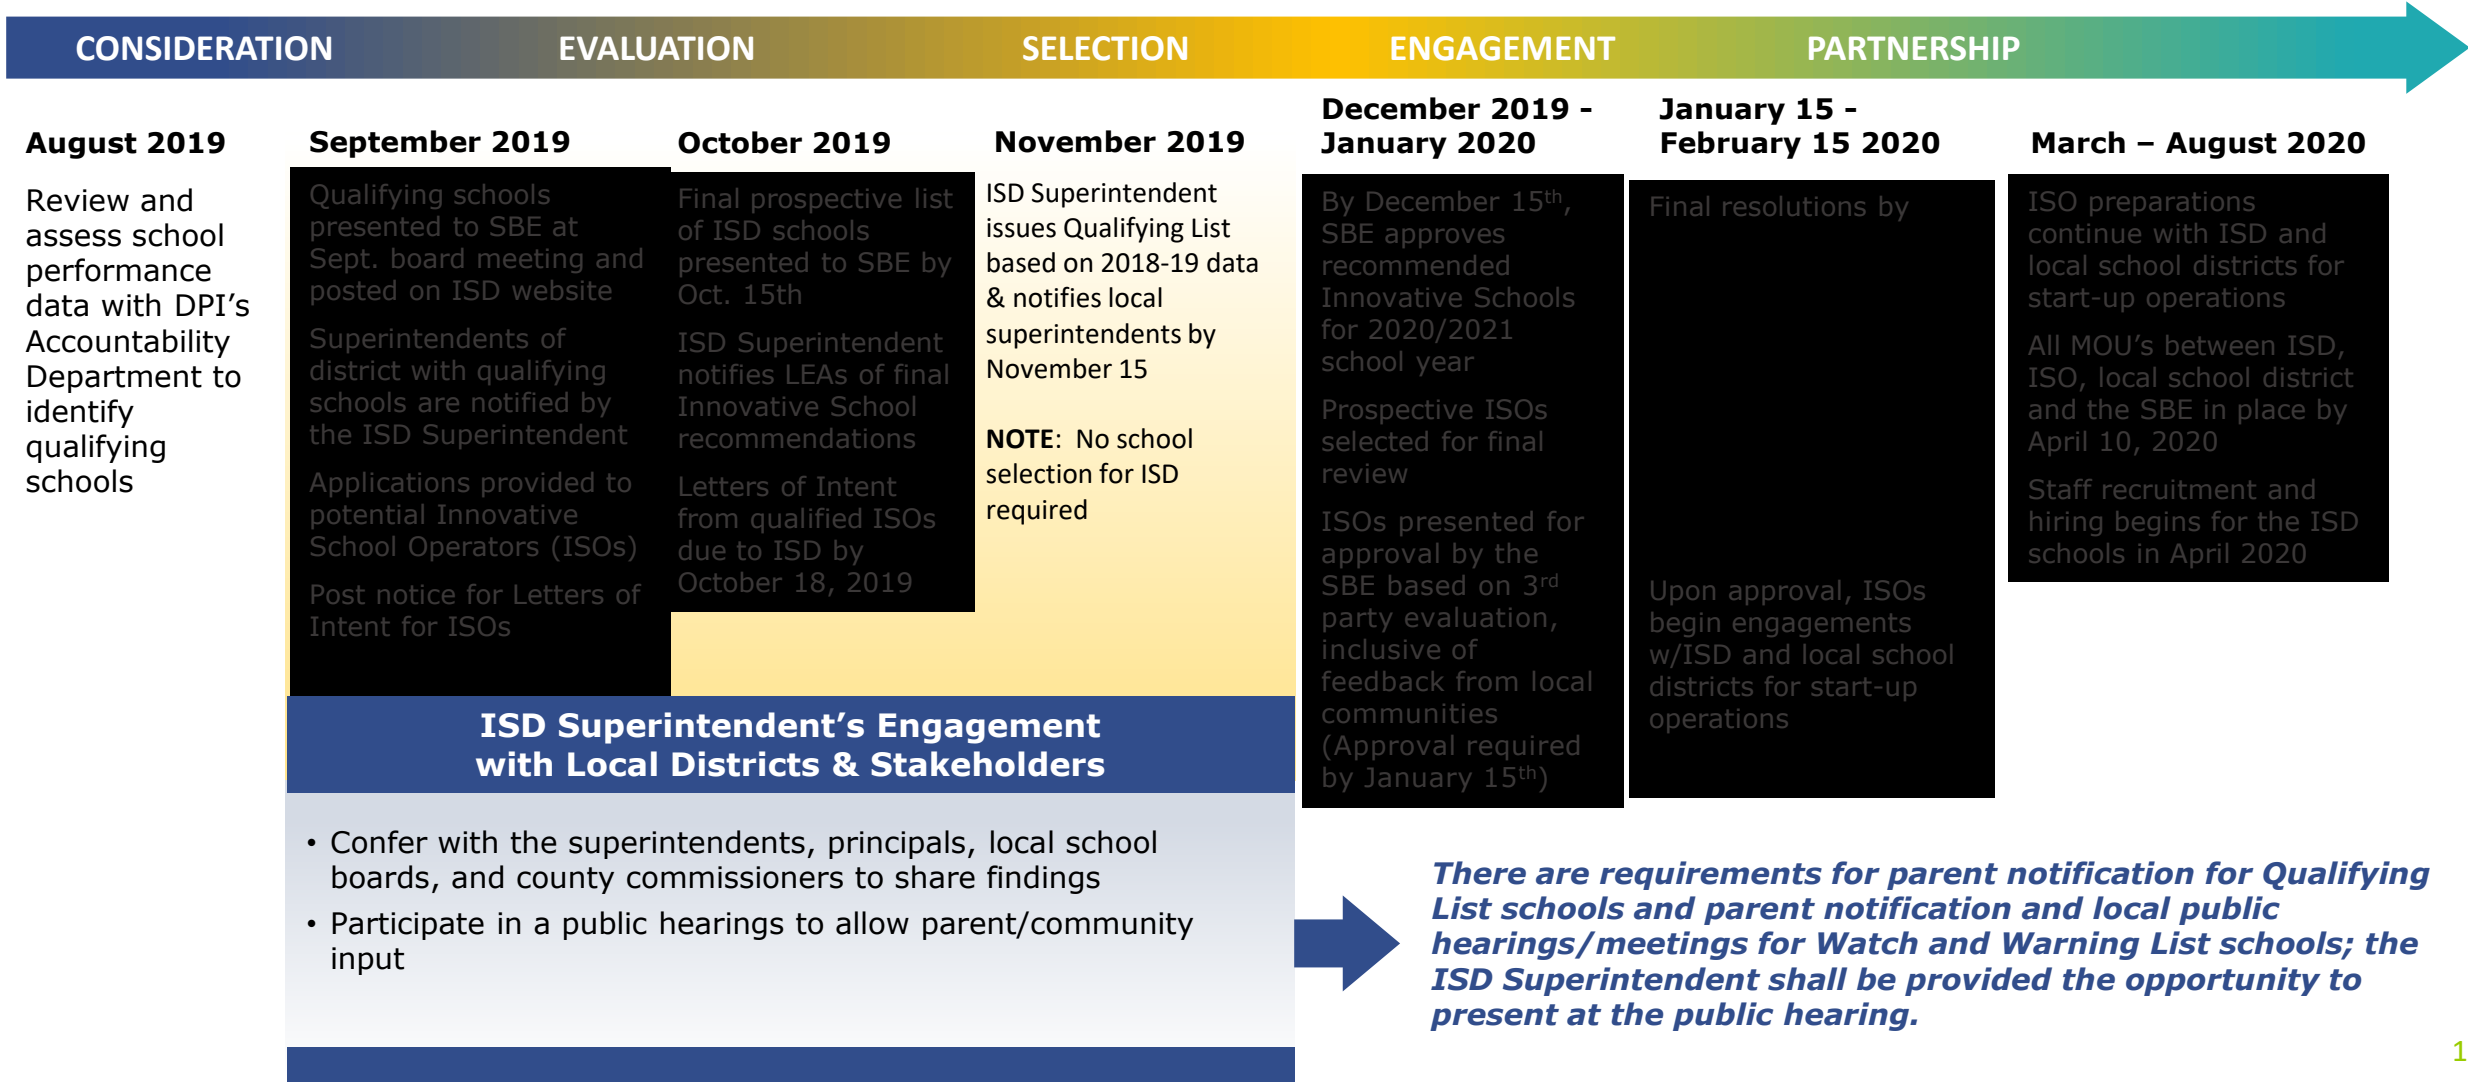 CONSIDERATION EVALUATION SELECTION ENGAGEMENT PARTNERSHIP
August 2019
Review and
assess school
performance
data with DPI's
Accountability
Department to
identify
qualifying
schools
September 2019
Qualifying schools
presented to SBE at
Sept. board meeting and
posted on ISD website
Superintendents of
district with qualifying
schools are notified by
the ISD Superintendent
Applications provided to
potential Innovative
School Operators (ISOs)
Post notice for Letters of
Intent for ISOs
October 2019
Final prospective list
of ISD schools
presented to SBE by
Oct. 15th
ISD Superintendent
notifies LEAs of final
Innovative School
recommendations
Letters of Intent
from qualified ISOs
due to ISD by
October 18, 2019
November 2019
ISD Superintendent
issues Qualifying List
based on 2018-19 data
& notifies local
superintendents by
November 15
NOTE: No school
selection for ISD
required
December 2019 -
January 2020
By December 15th,
SBE approves
recommended
Innovative Schools
for 2020/2021
school year
Prospective ISOs
selected for final
review
ISOs presented for
approval by the
SBE based on 3rd
party evaluation,
inclusive of
feedback from local
communities
(Approval required
by January 15th)
January 15 -
February 15 2020
Final resolutions by
Upon approval, ISOs
begin engagements
w/ISD and local school
districts for start-up
operations
March – August 2020
ISO preparations
continue with ISD and
local school districts for
start-up operations
All MOU's between ISD,
ISO, local school district
and the SBE in place by
April 10, 2020
Staff recruitment and
hiring begins for the ISD
schools in April 2020
ISD Superintendent's Engagement
with Local Districts & Stakeholders
• Confer with the superintendents, principals, local school
boards, and county commissioners to share findings
• Participate in a public hearings to allow parent/community
input
There are requirements for parent notification for Qualifying
List schools and parent notification and local public
hearings/meetings for Watch and Warning List schools; the
ISD Superintendent shall be provided the opportunity to
present at the public hearing.
1